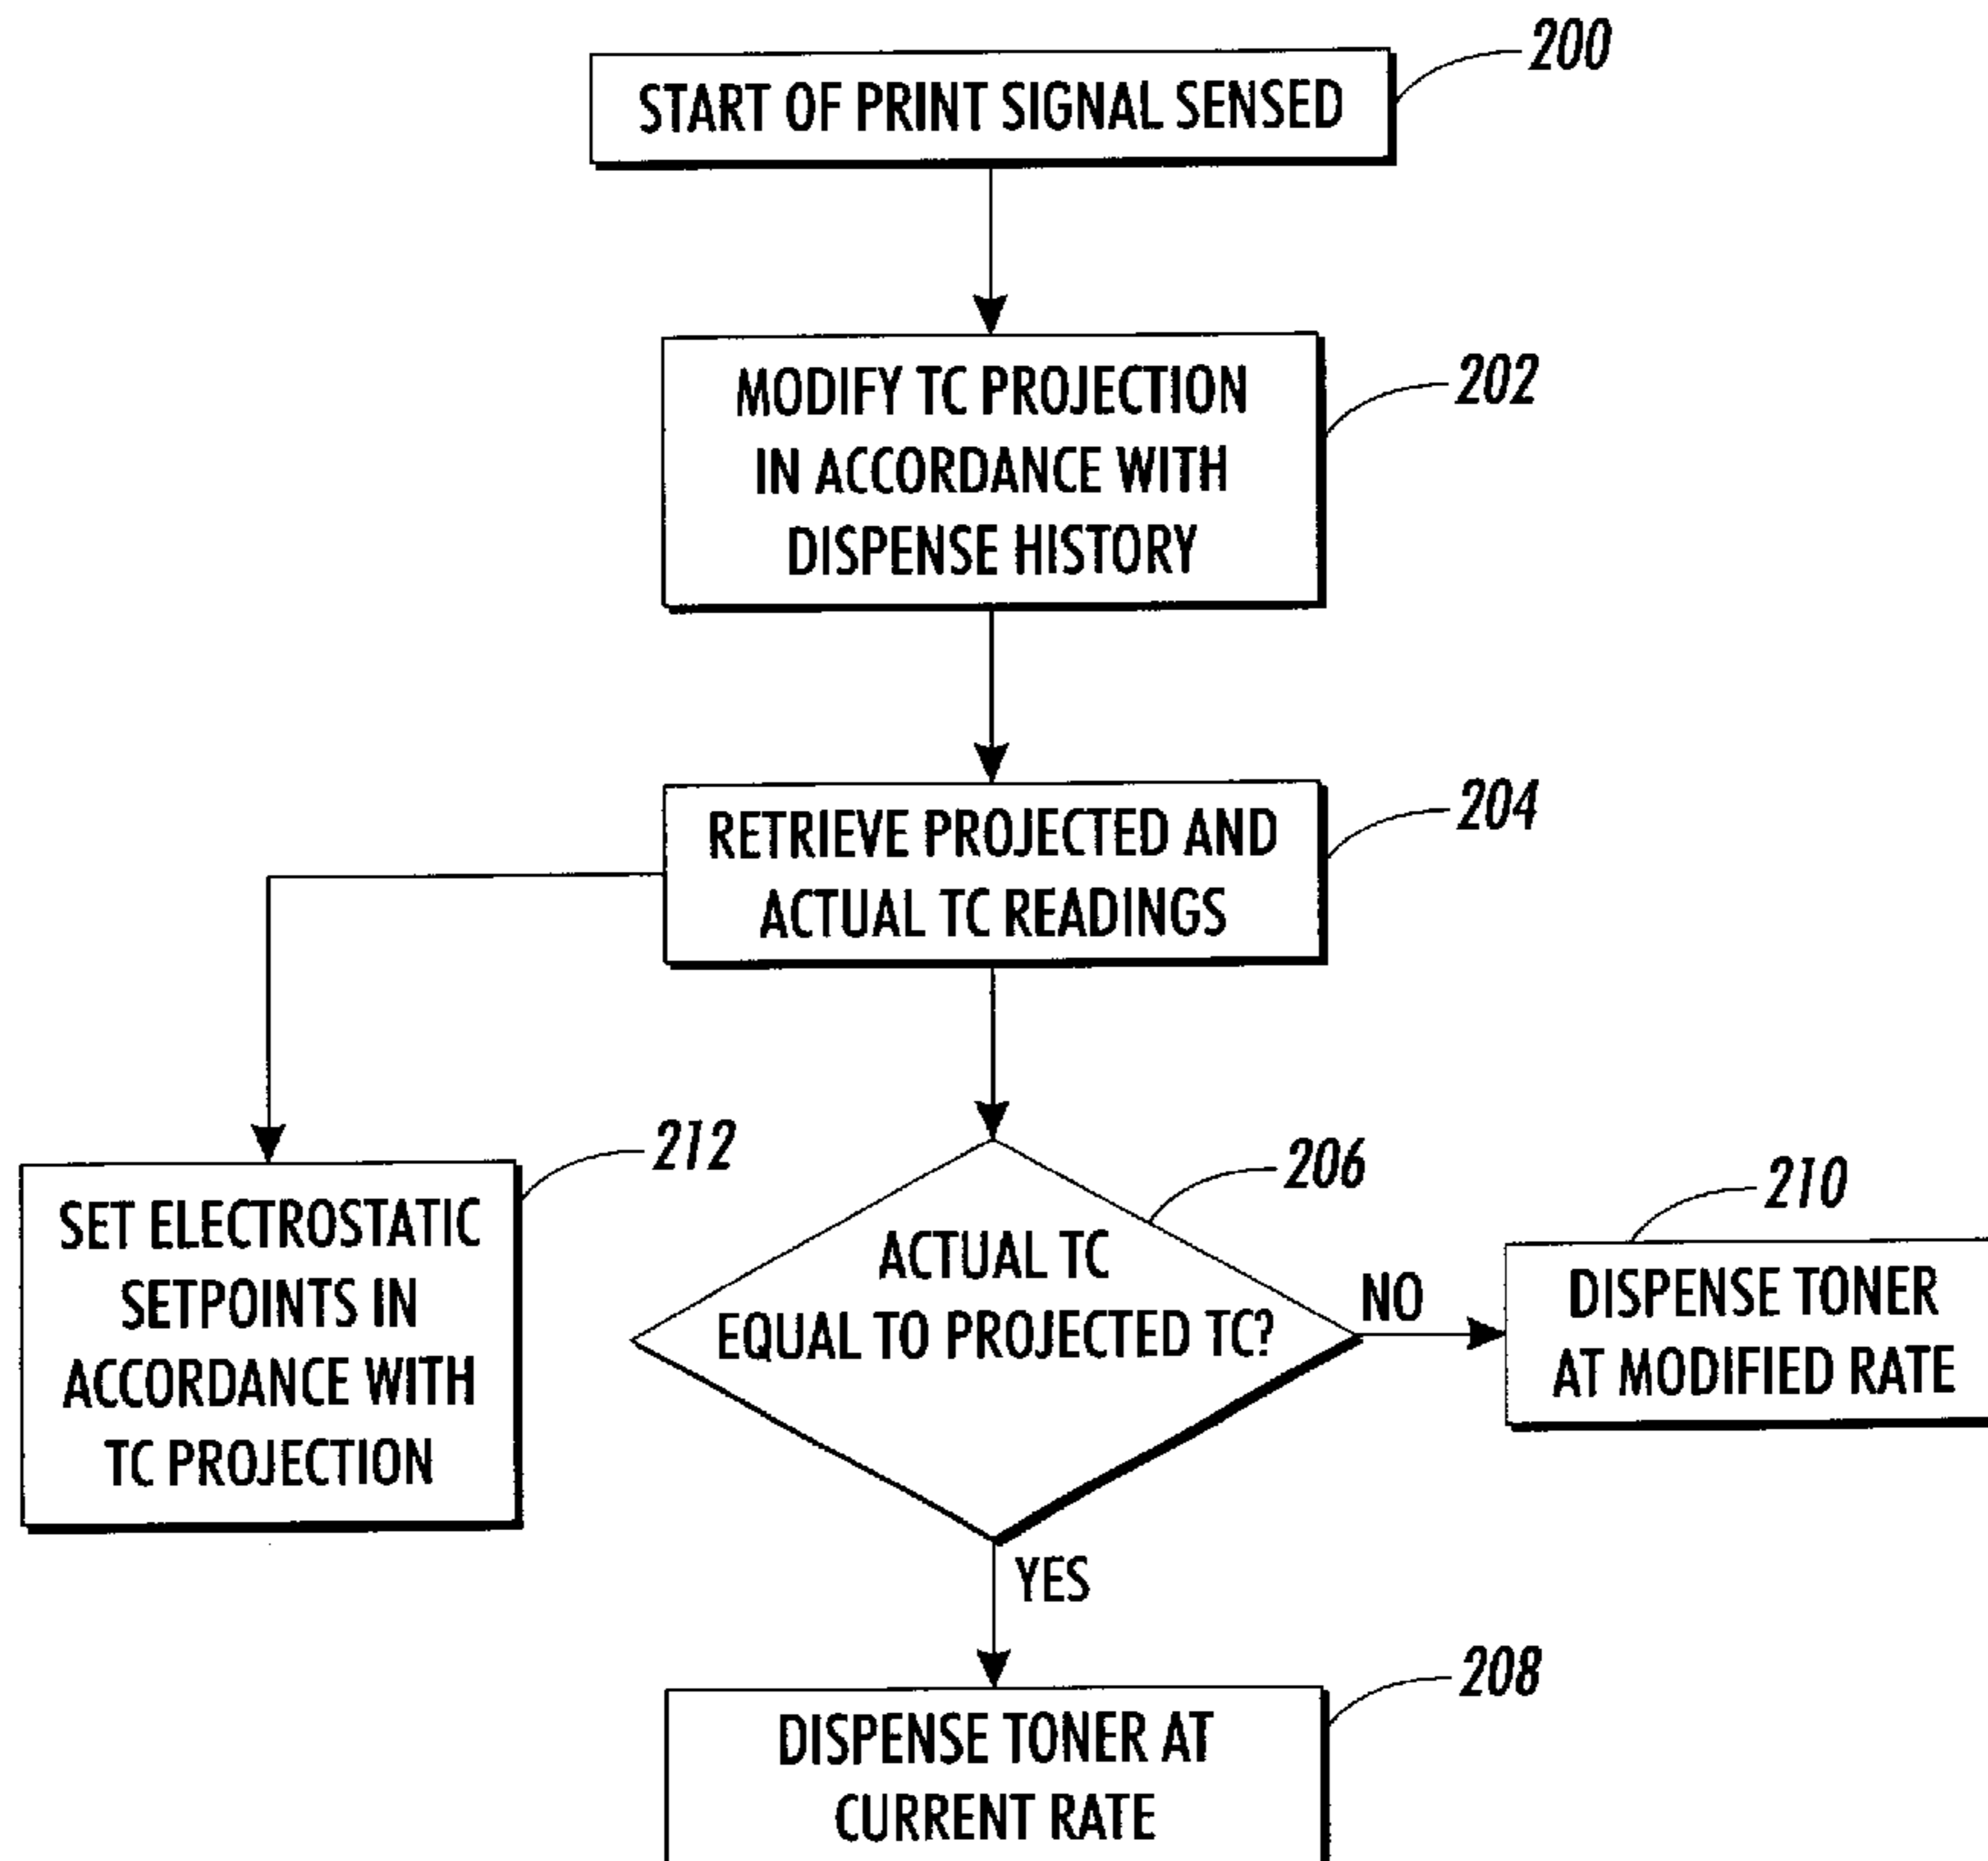 200
START OF PRINT SIGNAL SENSED
202
MODIFY TC PROJECTION
IN ACCORDANCE WITH
DISPENSE HISTORY
204
RETRIEVE PROJECTED AND
ACTUAL TC READINGS
212
SET ELECTROSTATIC
SETPOINTS IN
ACCORDANCE WITH
TC PROJECTION
206
ACTUAL TC
EQUAL TO PROJECTED TC?
NO
210
DISPENSE TONER
AT MODIFIED RATE
YES
208
DISPENSE TONER AT
CURRENT RATE